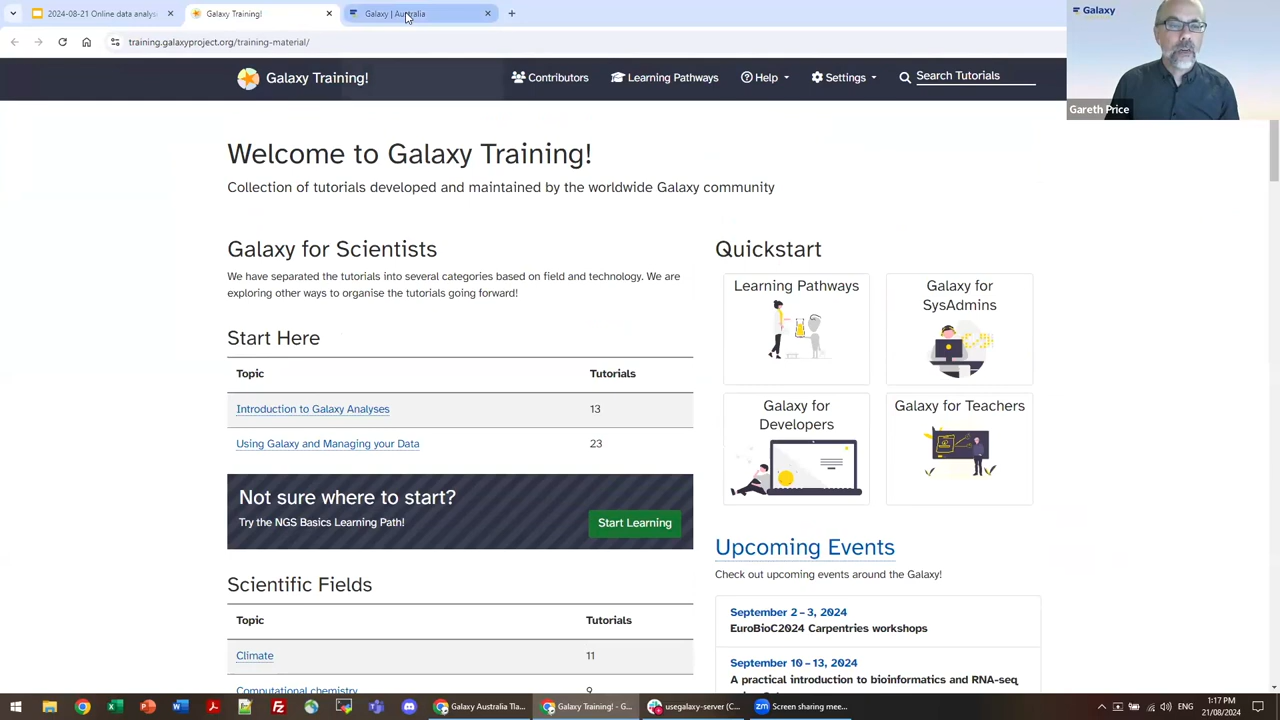 2024-08-21 Online data analysi
Galaxy Training!
Galaxy | Australia
training.galaxyproject.org/training-material/
Galaxy
Gareth Price
Galaxy Training!
Contributors
Learning Pathways
Help
Settings
Search Tutorials
Welcome to Galaxy Training!
Collection of tutorials developed and maintained by the worldwide Galaxy community
Galaxy for Scientists
We have separated the tutorials into several categories based on field and technology. We are
exploring other ways to organise the tutorials going forward!
Start Here
Topic Tutorials
Introduction to Galaxy Analyses 13
Using Galaxy and Managing your Data 23
Not sure where to start?
Try the NGS Basics Learning Path!
Start Learning
Scientific Fields
Topic Tutorials
Climate 11
Computational chemistry 9
Quickstart
Learning Pathways
Galaxy for
SysAdmins
Galaxy for
Developers
Galaxy for Teachers
Upcoming Events
Check out upcoming events around the Galaxy!
September 2 – 3, 2024
EuroBioC2024 Carpentries workshops
September 10 – 13, 2024
A practical introduction to bioinformatics and RNA-seq
Galaxy Australia Tla...
Galaxy Training! - G...
usegalaxy-server (C...
Screen sharing mee...
1:17 PM
21/08/2024